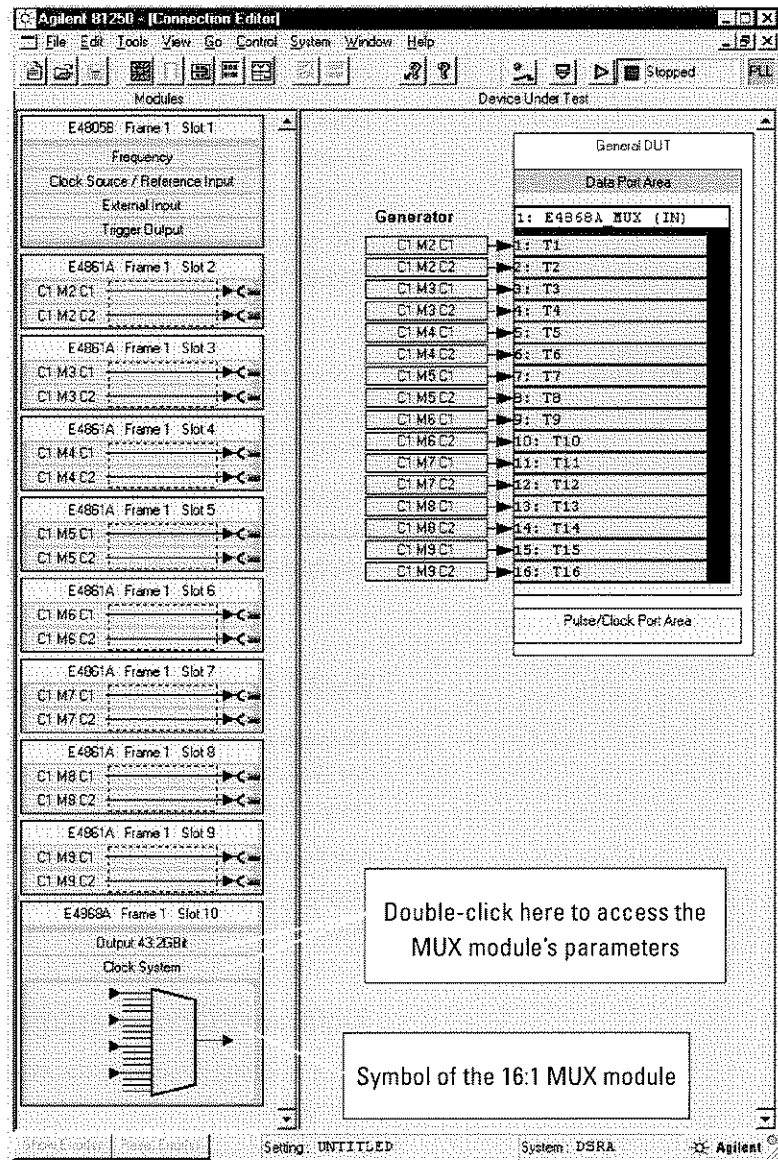 Agilent 81250 - [Connection Editor]
File Edit Tools View Go Control System Window Help
Stopped PLL
Modules
E4805B Frame 1 Slot 1
Frequency
Clock Source / Reference Input
External Input
Trigger Output
E4861A Frame 1 Slot 2
C1 M2 C1
C1 M2 C2
E4861A Frame 1 Slot 3
C1 M3 C1
C1 M3 C2
E4861A Frame 1 Slot 4
C1 M4 C1
C1 M4 C2
E4861A Frame 1 Slot 5
C1 M5 C1
C1 M5 C2
E4861A Frame 1 Slot 6
C1 M6 C1
C1 M6 C2
E4861A Frame 1 Slot 7
C1 M7 C1
C1 M7 C2
E4861A Frame 1 Slot 8
C1 M8 C1
C1 M8 C2
E4861A Frame 1 Slot 9
C1 M9 C1
C1 M9 C2
E4868A Frame 1 Slot 10
Output 43.2GBit
Clock System
Device Under Test
General DUT
Data Port Area
Generator
1: E4868A_MUX (IN)
C1 M2 C1 1: T1
C1 M2 C2 2: T2
C1 M3 C1 3: T3
C1 M3 C2 4: T4
C1 M4 C1 5: T5
C1 M4 C2 6: T6
C1 M5 C1 7: T7
C1 M5 C2 8: T8
C1 M6 C1 9: T9
C1 M6 C2 10: T10
C1 M7 C1 11: T11
C1 M7 C2 12: T12
C1 M8 C1 13: T13
C1 M8 C2 14: T14
C1 M9 C1 15: T15
C1 M9 C2 16: T16
Pulse/Clock Port Area
Double-click here to access the
MUX module's parameters
Symbol of the 16:1 MUX module
Setting: UNTITLED System: DSRA Agilent